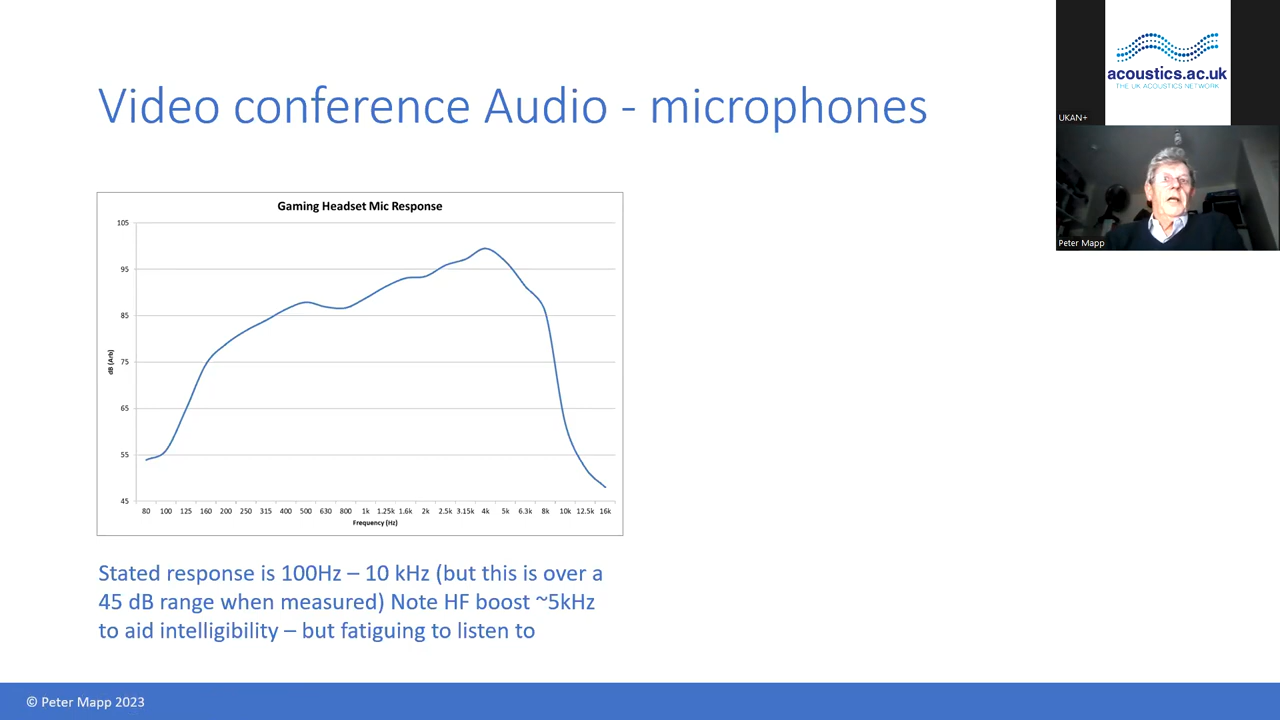 Video conference Audio - microphones
acoustics.ac.uk
THE UK ACOUSTICS NETWORK
UKAN+
Peter Mapp
Gaming Headset Mic Response
105
95
85
75
65
55
45
dB (Arb)
80 100 125 160 200 250 315 400 500 630 800 1k 1.25k 1.6k 2k 2.5k 3.15k 4k 5k 6.3k 8k 10k 12.5k 16k
Frequency (Hz)
Stated response is 100Hz – 10 kHz (but this is over a
45 dB range when measured) Note HF boost ~5kHz
to aid intelligibility – but fatiguing to listen to
© Peter Mapp 2023